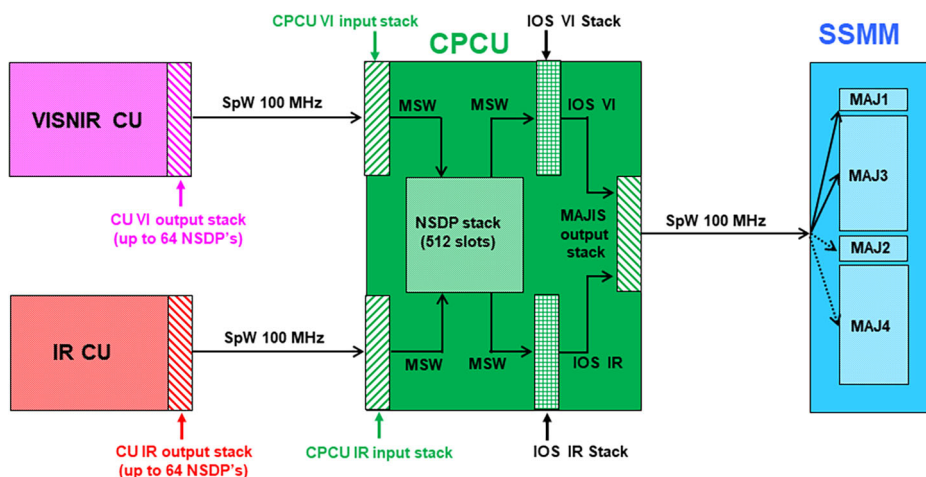 CPCU VI input stack
IOS VI Stack
CPCU
SSMM
VISNIR CU
SpW 100 MHz
MSW
MSW
IOS VI
MAJ1
MAJ3
CU VI output stack
(up to 64 NSDP's)
NSDP stack
(512 slots)
MAJIS
output
stack
SpW 100 MHz
MAJ2
IR CU
SpW 100 MHz
MSW
MSW
IOS IR
MAJ4
CU IR output stack
(up to 64 NSDP's)
CPCU IR input stack
IOS IR Stack